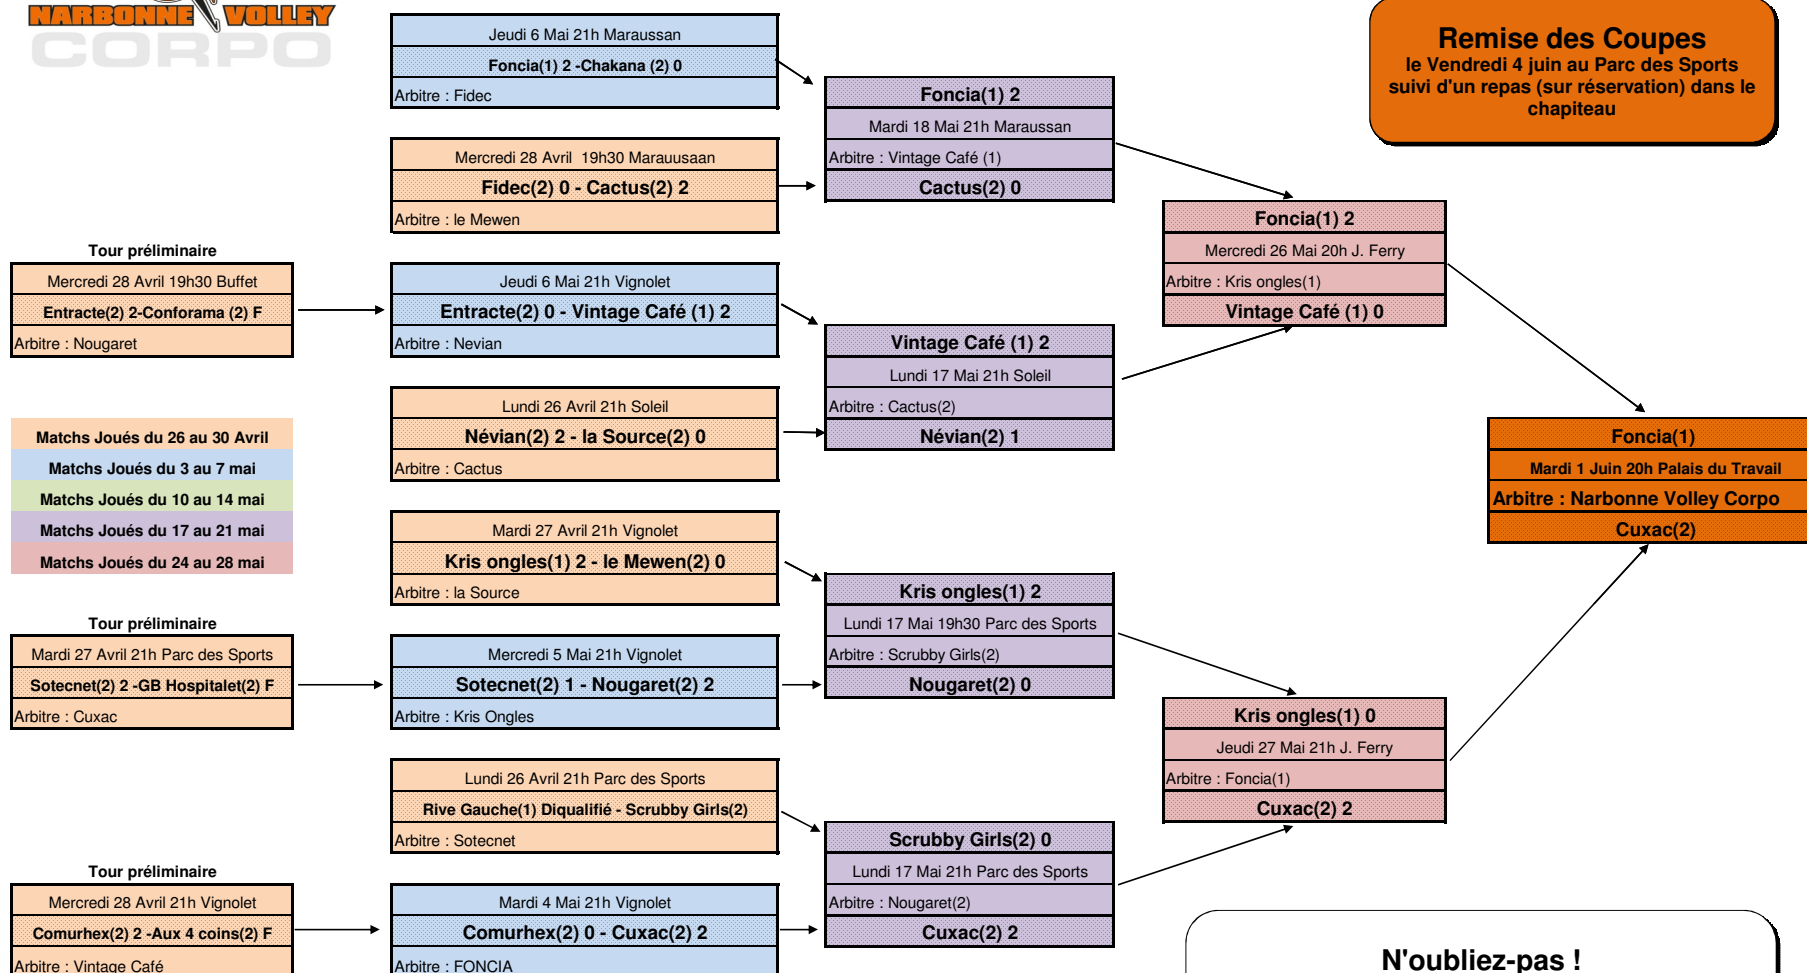 NARBONNE VOLLEY
CORPO
Remise des Coupes
le Vendredi 4 juin au Parc des Sports
suivi d'un repas (sur réservation) dans le
chapiteau
Tour préliminaire
Mercredi 28 Avril 19h30 Buffet
Entracte(2) 2-Conforama (2) F
Arbitre : Nougaret
Matchs Joués du 26 au 30 Avril
Matchs Joués du 3 au 7 mai
Matchs Joués du 10 au 14 mai
Matchs Joués du 17 au 21 mai
Matchs Joués du 24 au 28 mai
Tour préliminaire
Mardi 27 Avril 21h Parc des Sports
Sotecnet(2) 2 -GB Hospitalet(2) F
Arbitre : Cuxac
Tour préliminaire
Mercredi 28 Avril 21h Vignolet
Comurhex(2) 2 -Aux 4 coins(2) F
Arbitre : Vintage Café
Jeudi 6 Mai 21h Maraussan
Foncia(1) 2 -Chakana (2) 0
Arbitre : Fidec
Mercredi 28 Avril 19h30 Marauusaan
Fidec(2) 0 - Cactus(2) 2
Arbitre : le Mewen
Jeudi 6 Mai 21h Vignolet
Entracte(2) 0 - Vintage Café (1) 2
Arbitre : Nevian
Lundi 26 Avril 21h Soleil
Névian(2) 2 - la Source(2) 0
Arbitre : Cactus
Mardi 27 Avril 21h Vignolet
Kris ongles(1) 2 - le Mewen(2) 0
Arbitre : la Source
Mercredi 5 Mai 21h Vignolet
Sotecnet(2) 1 - Nougaret(2) 2
Arbitre : Kris Ongles
Lundi 26 Avril 21h Parc des Sports
Rive Gauche(1) Diqualifié - Scrubby Girls(2)
Arbitre : Sotecnet
Mardi 4 Mai 21h Vignolet
Comurhex(2) 0 - Cuxac(2) 2
Arbitre : FONCIA
Foncia(1) 2
Mardi 18 Mai 21h Maraussan
Arbitre : Vintage Café (1)
Cactus(2) 0
Vintage Café (1) 2
Lundi 17 Mai 21h Soleil
Arbitre : Cactus(2)
Névian(2) 1
Kris ongles(1) 2
Lundi 17 Mai 19h30 Parc des Sports
Arbitre : Scrubby Girls(2)
Nougaret(2) 0
Scrubby Girls(2) 0
Lundi 17 Mai 21h Parc des Sports
Arbitre : Nougaret(2)
Cuxac(2) 2
Foncia(1) 2
Mercredi 26 Mai 20h J. Ferry
Arbitre : Kris ongles(1)
Vintage Café (1) 0
Kris ongles(1) 0
Jeudi 27 Mai 21h J. Ferry
Arbitre : Foncia(1)
Cuxac(2) 2
Foncia(1)
Mardi 1 Juin 20h Palais du Travail
Arbitre : Narbonne Volley Corpo
Cuxac(2)
N'oubliez-pas !